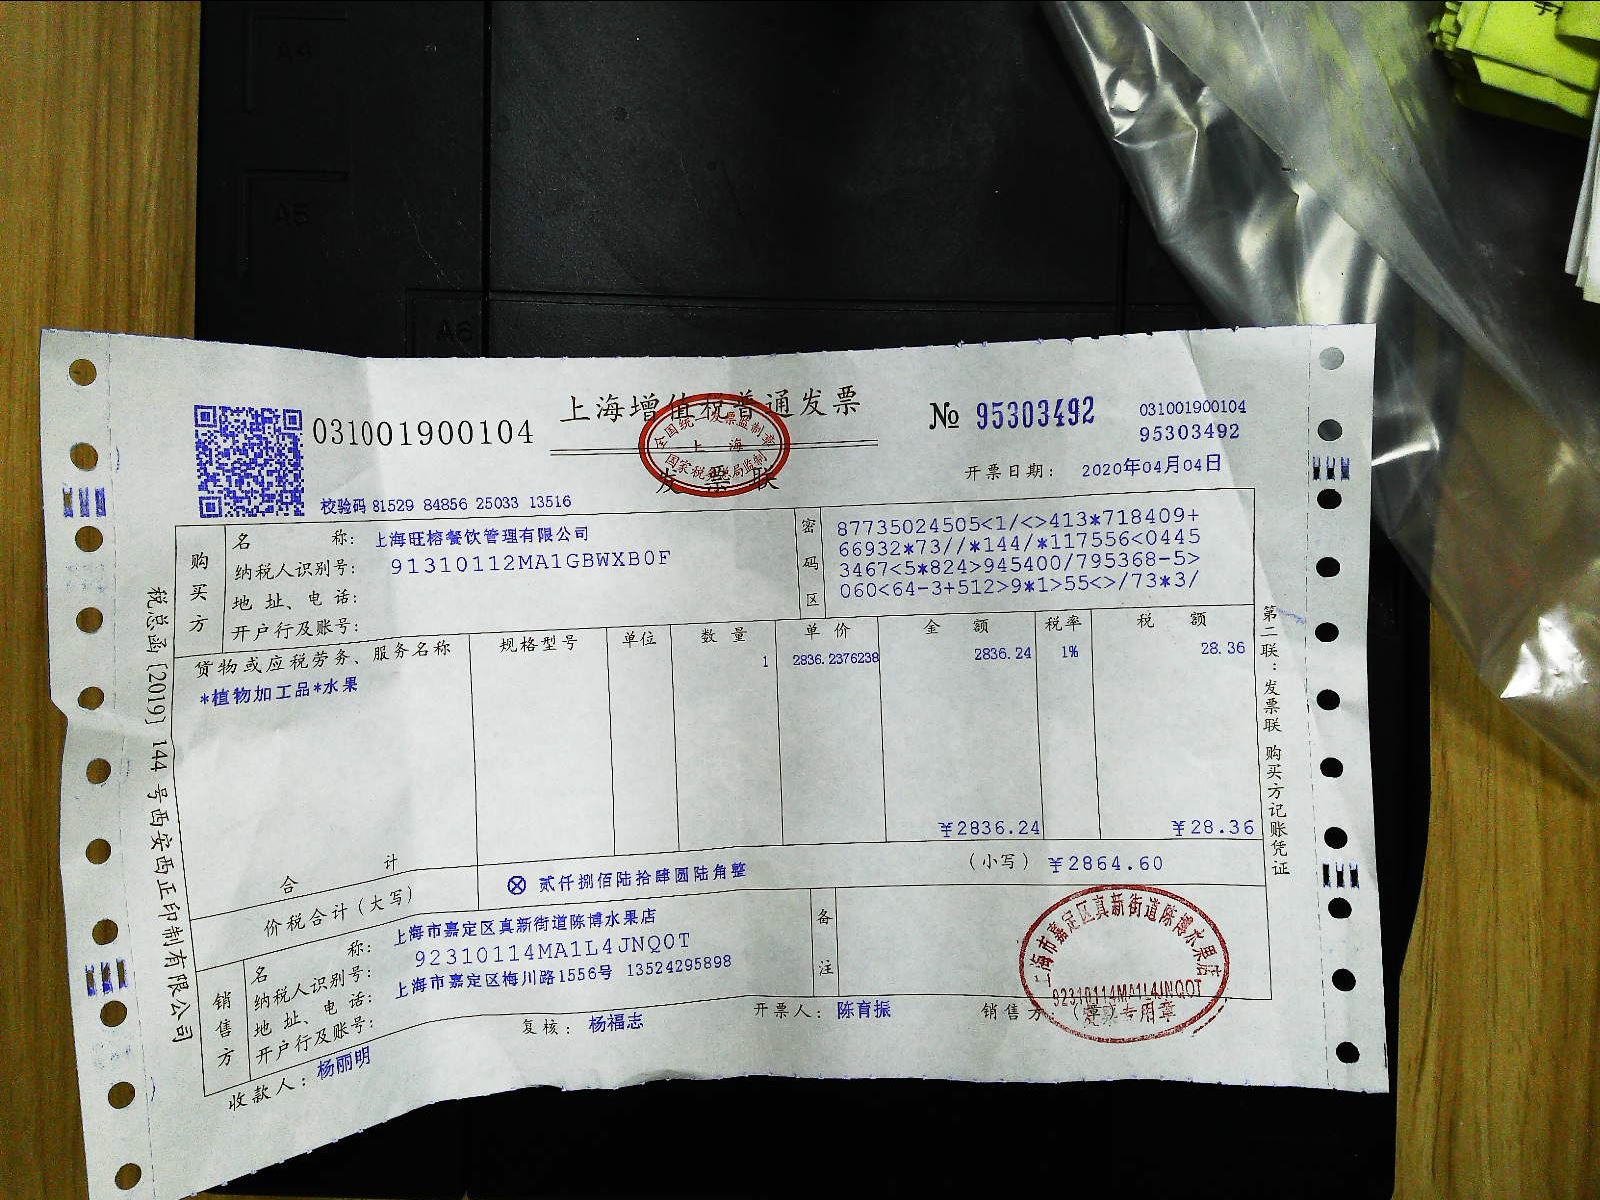 A4
A5
A6
上海增值税普通发票
发票联
全国统一发票监制章
上海
国家税务总局监制
031001900104
№ 95303492
031001900104
95303492
校验码 81529 84856 25033 13516
开票日期: 2020年04月04日
购买方
名称: 上海旺榕餐饮管理有限公司
纳税人识别号: 91310112MA1GBWXB0F
地址、电话:
开户行及账号:
密码区
87735024505<1/<>413*718409+
66932*73//*144/*117556<0445
3467<5*824>945400/795368-5>
060<64-3+512>9*1>55<>/73*3/
货物或应税劳务、服务名称 规格型号 单位 数量 单价 金额 税率 税额
*植物加工品*水果 1 2836.2376238 2836.24 1% 28.36
合计 ¥2836.24 ¥28.36
价税合计(大写) ⊗ 贰仟捌佰陆拾肆圆陆角整 (小写) ¥2864.60
销售方
名称: 上海市嘉定区真新街道陈博水果店
纳税人识别号: 92310114MA1L4JNQ0T
地址、电话: 上海市嘉定区梅川路1556号 13524295898
开户行及账号:
备注
收款人: 杨丽明 复核: 杨福志 开票人: 陈育振 销售方:(章)
上海市嘉定区真新街道陈博水果店
92310114MA1L4JNQ0T
发票专用章
税总函[2019]144号西安西正印制有限公司
第二联:发票联 购买方记账凭证